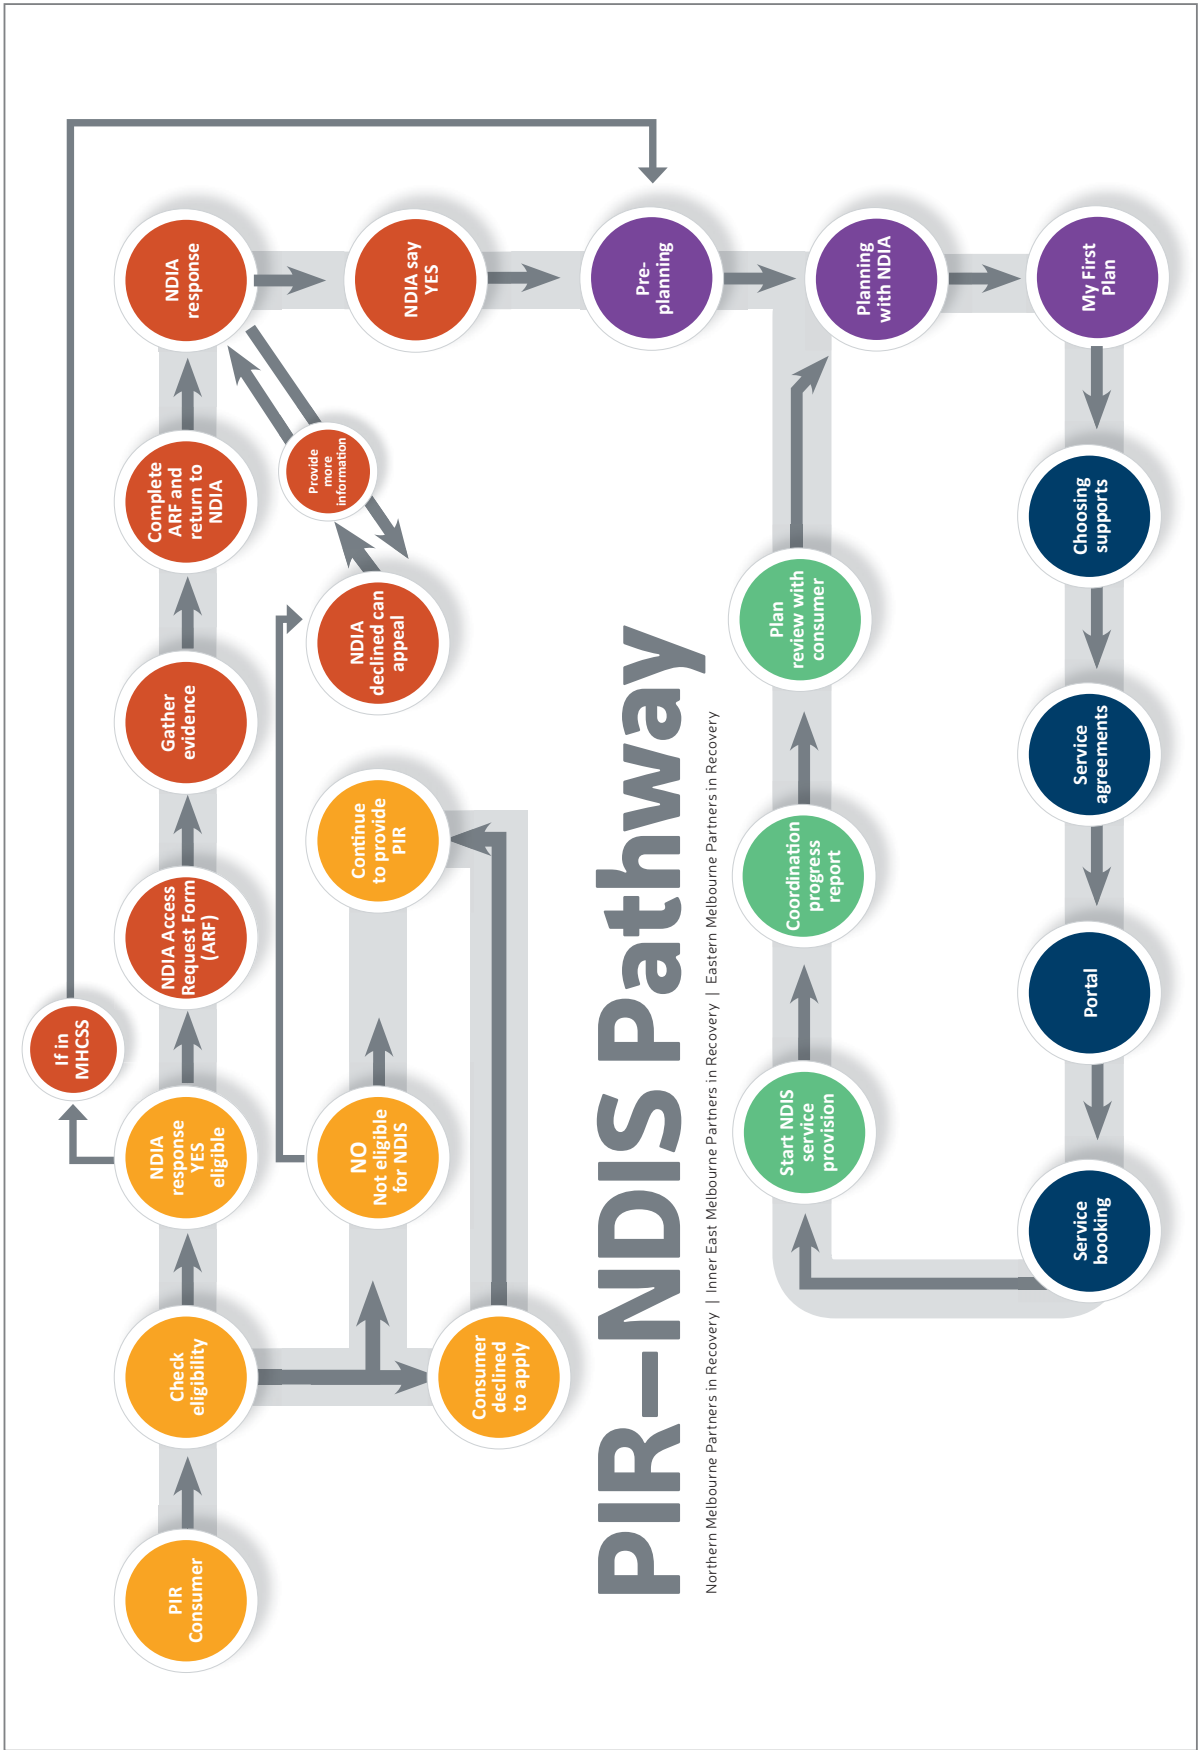 PIR
Consumer
Check
eligibility
NDIA
response
YES
eligible
If in
MHCSS
NDIA Access
Request Form
(ARF)
Gather
evidence
Complete
ARF and
return to
NDIA
NDIA
response
NO
Not eligible
for NDIS
Continue
to provide
PIR
Consumer
declined
to apply
NDIA
declined can
appeal
Provide
more
information
NDIA say
YES
PIR—NDIS Pathway
Northern Melbourne Partners in Recovery | Inner East Melbourne Partners in Recovery | Eastern Melbourne Partners in Recovery
Pre-
planning
Planning
with NDIA
My First
Plan
Choosing
supports
Service
agreements
Portal
Service
booking
Start NDIS
service
provision
Coordination
progress
report
Plan
review with
consumer